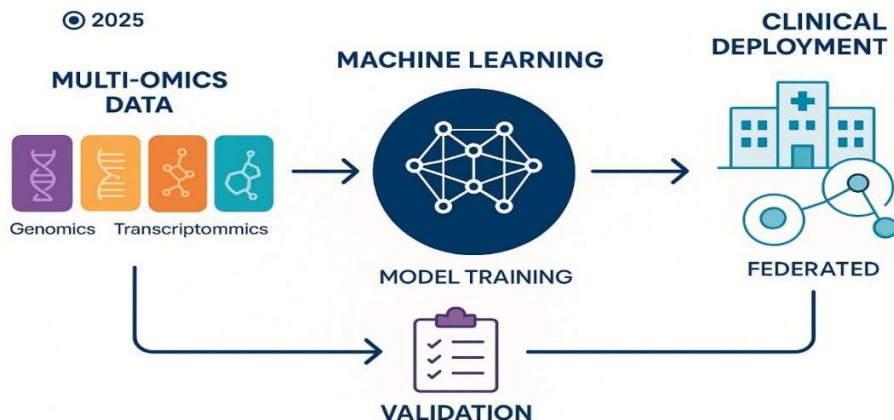 2025
MULTI-OMICS
DATA
Genomics Transcriptommics
MACHINE LEARNING
MODEL TRAINING
CLINICAL
DEPLOYMENT
FEDERATED
VALIDATION